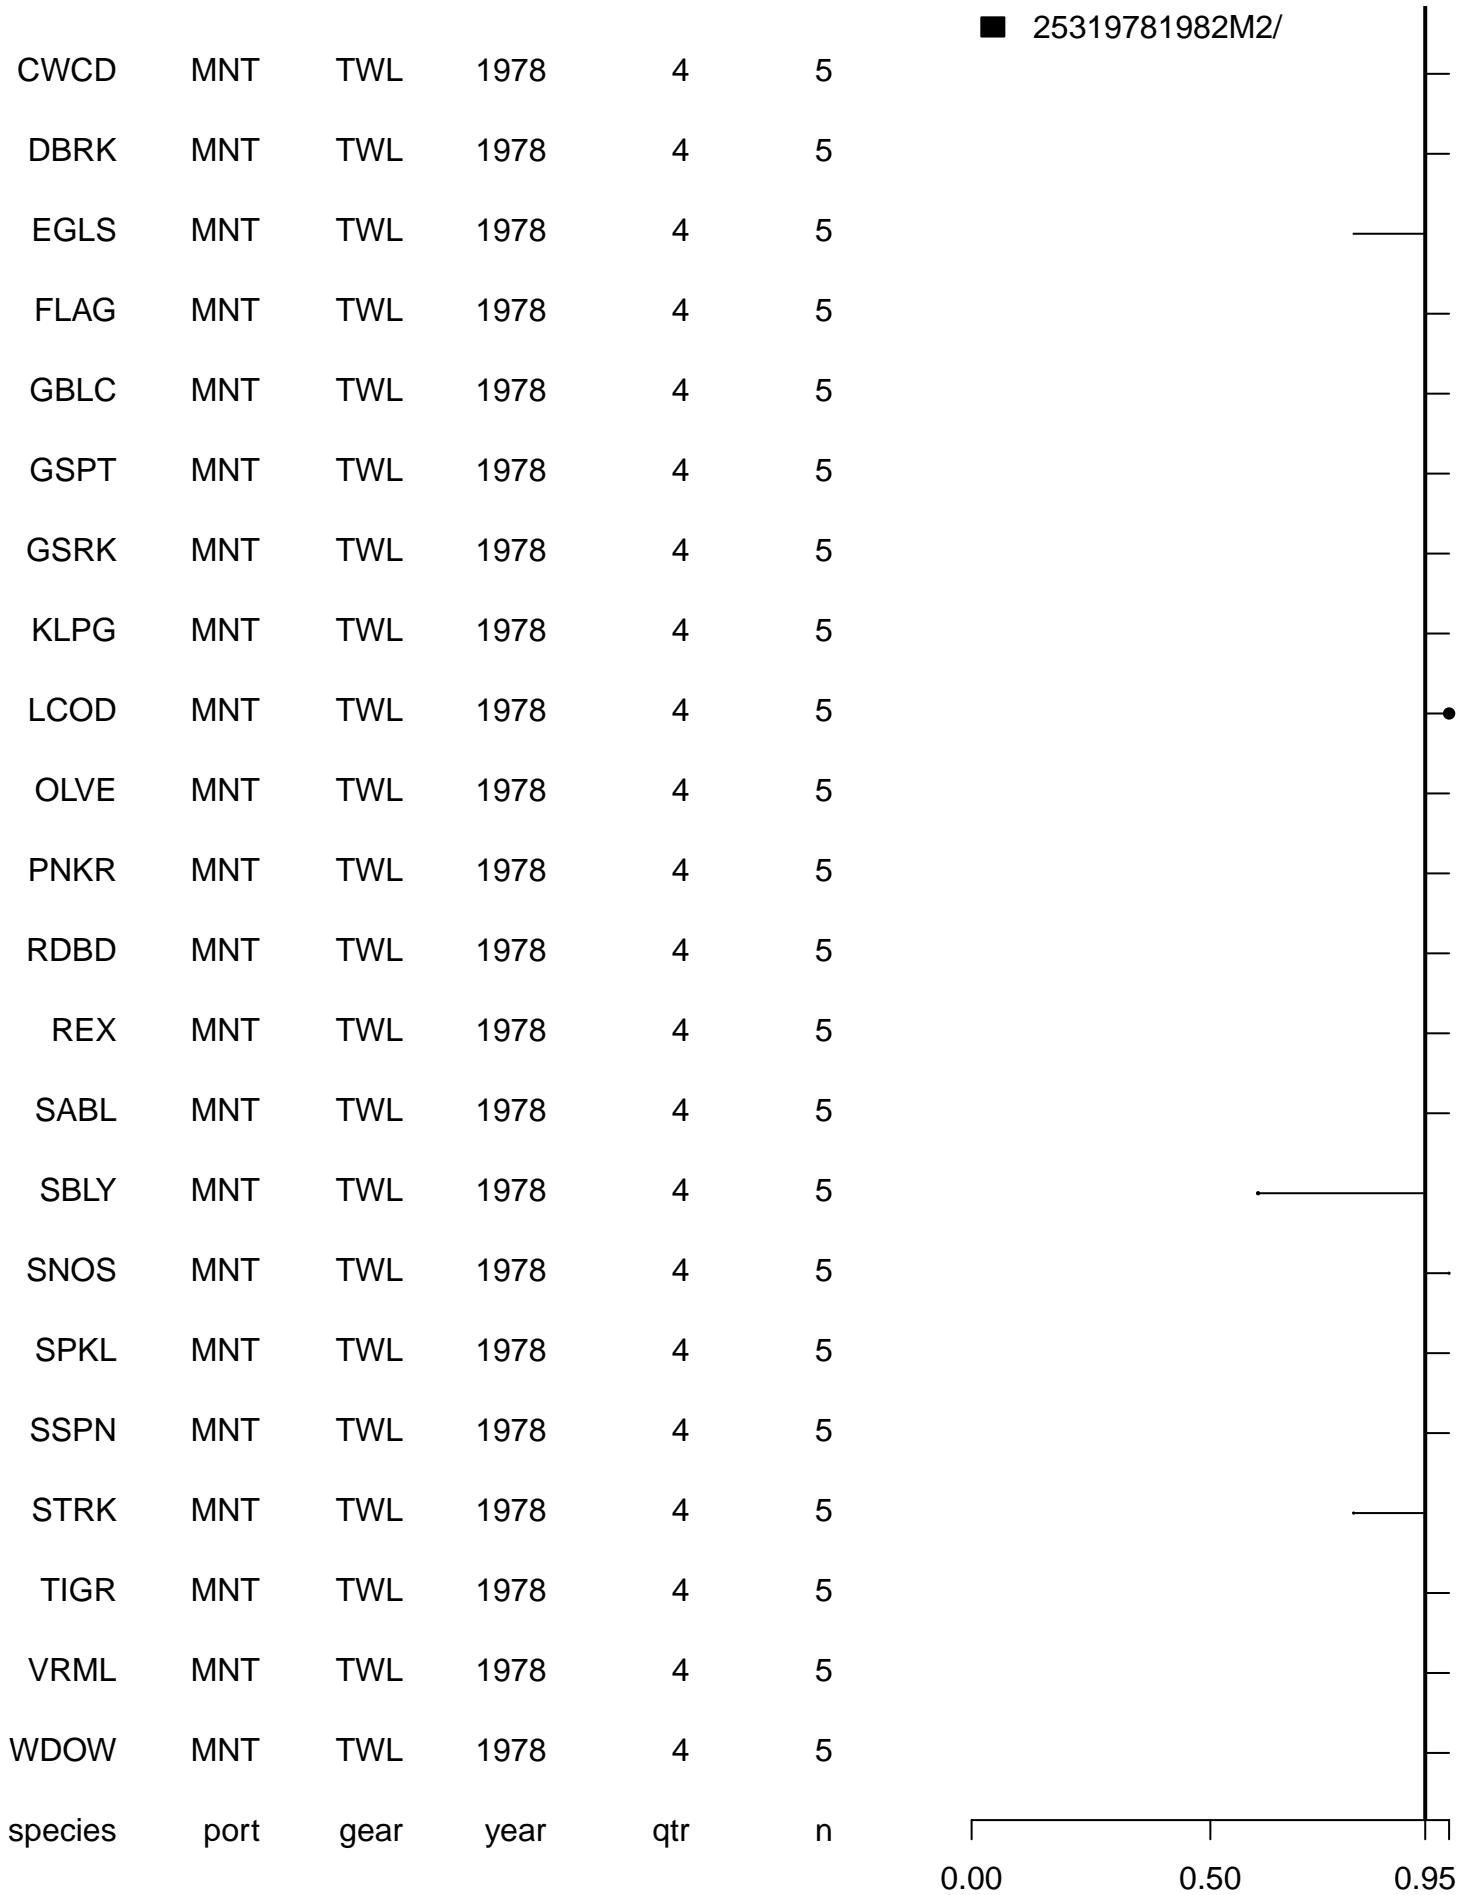 25319781982M2/
CWCD MNT TWL 1978 4 5
DBRK MNT TWL 1978 4 5
EGLS MNT TWL 1978 4 5
FLAG MNT TWL 1978 4 5
GBLC MNT TWL 1978 4 5
GSPT MNT TWL 1978 4 5
GSRK MNT TWL 1978 4 5
KLPG MNT TWL 1978 4 5
LCOD MNT TWL 1978 4 5
OLVE MNT TWL 1978 4 5
PNKR MNT TWL 1978 4 5
RDBD MNT TWL 1978 4 5
REX MNT TWL 1978 4 5
SABL MNT TWL 1978 4 5
SBLY MNT TWL 1978 4 5
SNOS MNT TWL 1978 4 5
SPKL MNT TWL 1978 4 5
SSPN MNT TWL 1978 4 5
STRK MNT TWL 1978 4 5
TIGR MNT TWL 1978 4 5
VRML MNT TWL 1978 4 5
WDOW MNT TWL 1978 4 5
species port gear year qtr n
0.00 0.50 0.95